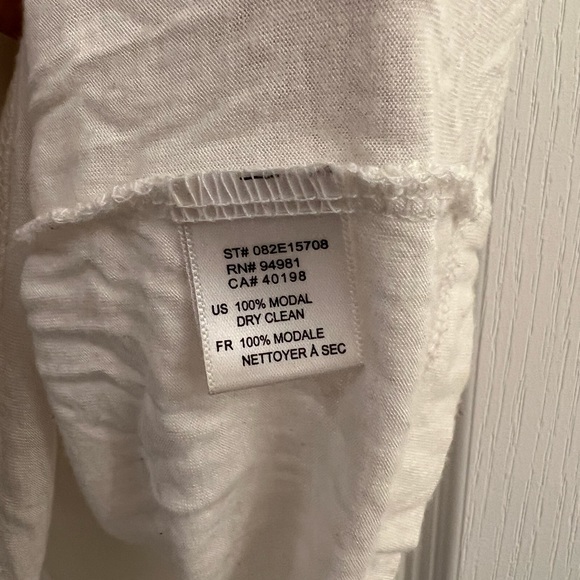 ST# 082E15708
RN# 94981
CA# 40198
US 100% MODAL
DRY CLEAN
FR 100% MODALE
NETTOYER À SEC